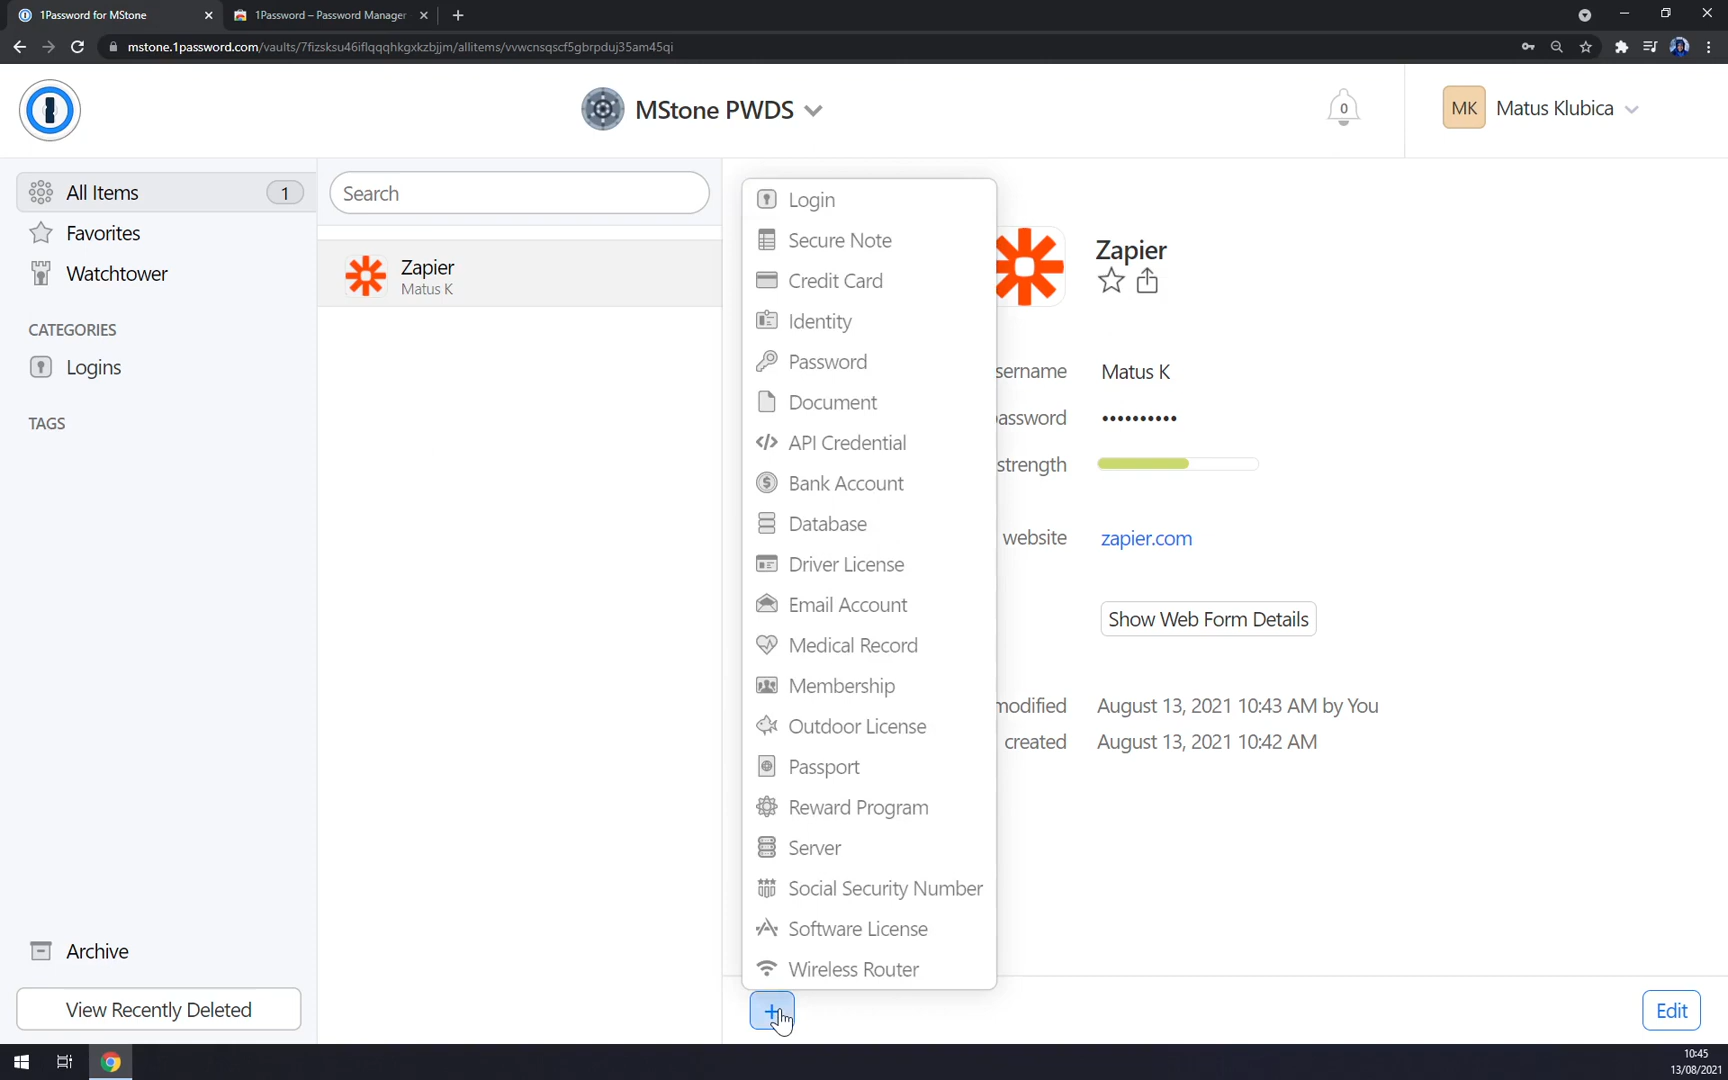 1Password for MStone
1Password – Password Manager
mstone.1password.com/vaults/7fizsksu46iflqqqhkgxkzbjjm/allitems/vvwcnsqscf5gbrpduj35am45qi
MStone PWDS
0
MK
Matus Klubica
All Items
1
Favorites
Watchtower
CATEGORIES
Logins
TAGS
Archive
View Recently Deleted
Search
Zapier
Matus K
Login
Secure Note
Credit Card
Identity
Password
Document
API Credential
Bank Account
Database
Driver License
Email Account
Medical Record
Membership
Outdoor License
Passport
Reward Program
Server
Social Security Number
Software License
Wireless Router
Zapier
sername Matus K
assword ••••••••••
strength
website zapier.com
Show Web Form Details
modified August 13, 2021 10:43 AM by You
created August 13, 2021 10:42 AM
+
Edit
10:45
13/08/2021